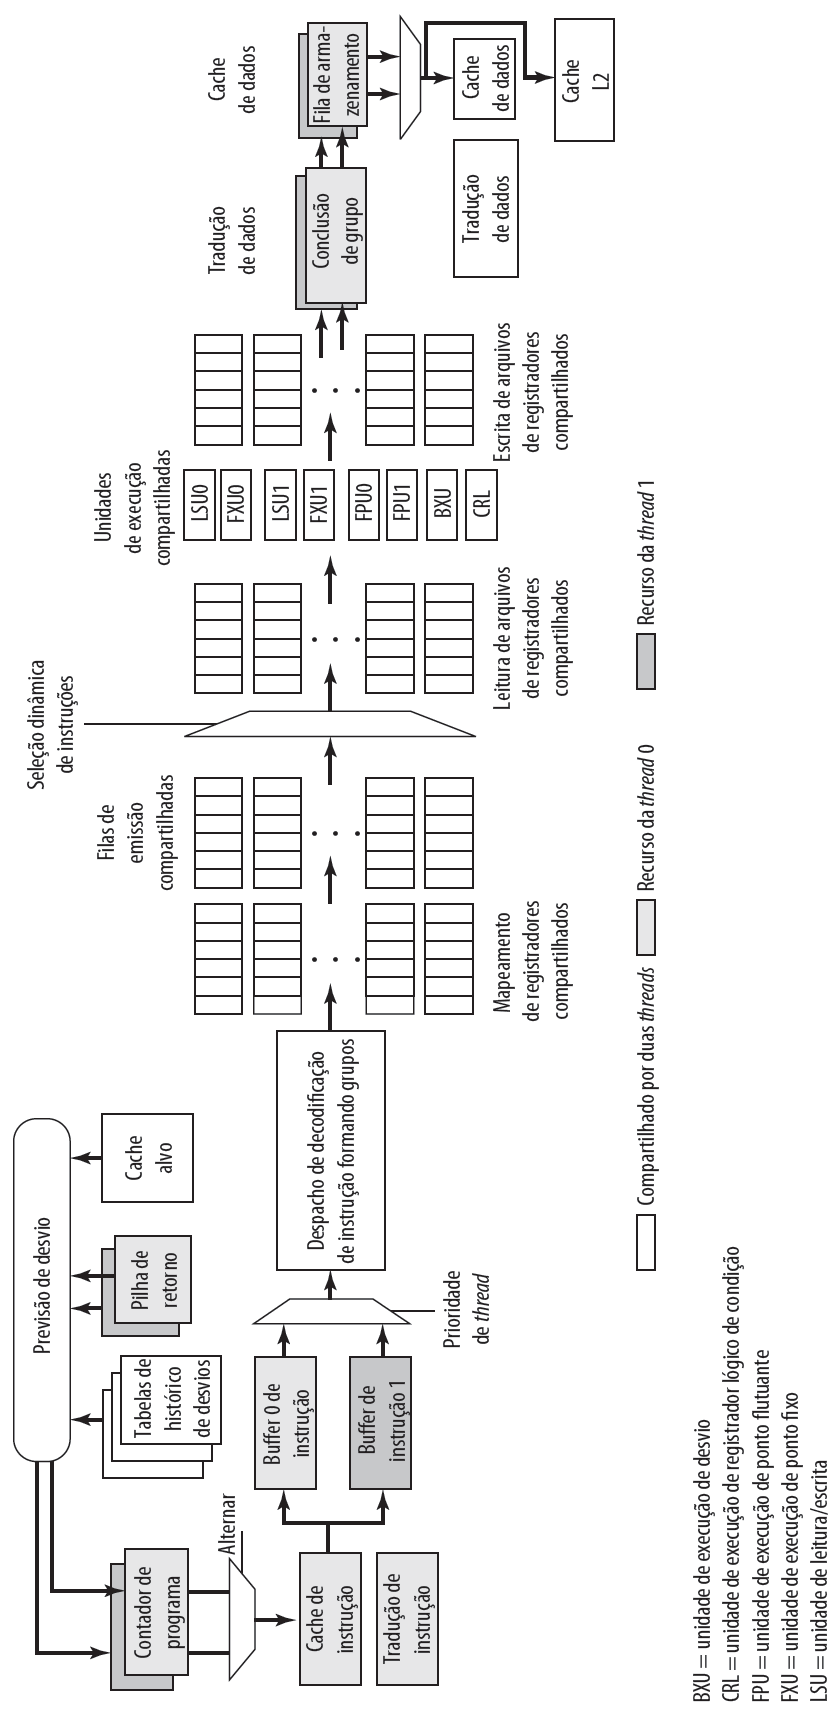 Previsão de desvio
Contador de
programa
Tabelas de
histórico
de desvios
Pilha de
retorno
Cache
alvo
Alternar
Cache de
instrução
Tradução de
instrução
Buffer 0 de
instrução
Buffer de
instrução 1
Prioridade
de thread
Despacho de decodificação
de instrução formando grupos
Mapeamento
de registradores
compartilhados
Filas de
emissão
compartilhadas
Seleção dinâmica
de instruções
Leitura de arquivos
de registradores
compartilhados
Unidades
de execução
compartilhadas
LSU0
FXU0
LSU1
FXU1
FPU0
FPU1
BXU
CRL
Escrita de arquivos
de registradores
compartilhados
Tradução
de dados
Conclusão
de grupo
Cache
de dados
Fila de arma-
zenamento
Tradução
de dados
Cache
de dados
Cache
L2
Compartilhado por duas threads
Recurso da thread 0
Recurso da thread 1
BXU = unidade de execução de desvio
CRL = unidade de execução de registrador lógico de condição
FPU = unidade de execução de ponto flutuante
FXU = unidade de execução de ponto fixo
LSU = unidade de leitura/escrita